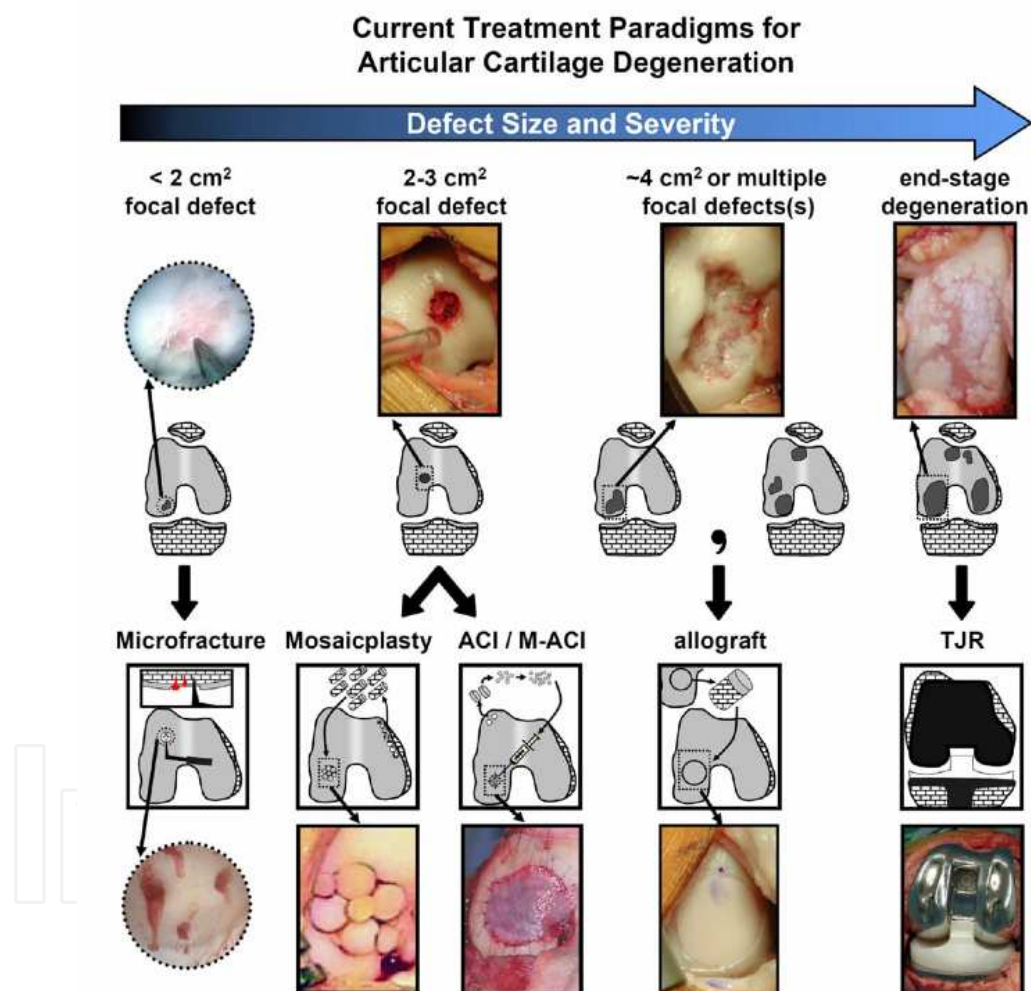 Current Treatment Paradigms for
Articular Cartilage Degeneration
Defect Size and Severity
< 2 cm²
focal defect
2-3 cm²
focal defect
~4 cm² or multiple
focal defects(s)
end-stage
degeneration
,
Microfracture
Mosaicplasty
ACI / M-ACI
allograft
TJR